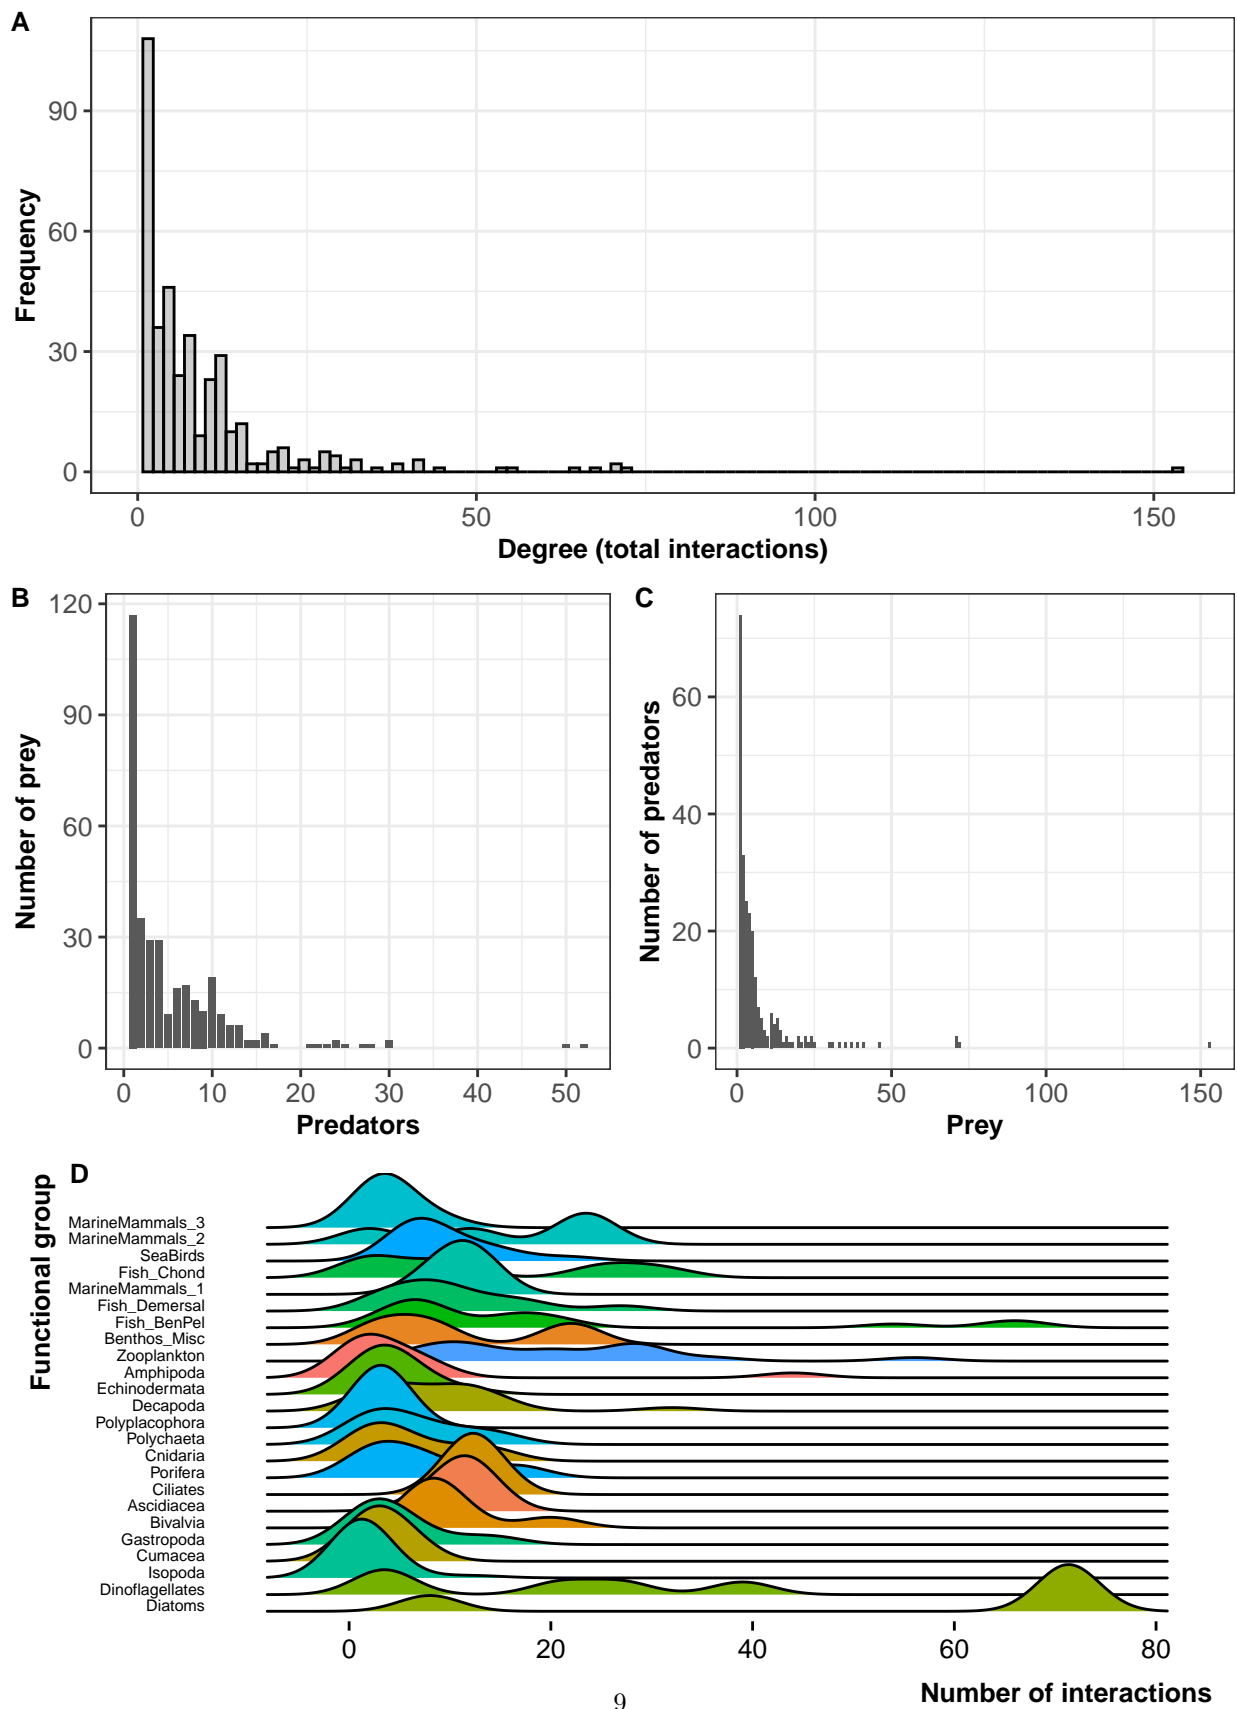 A
90
60
30
0
Frequency
0 50 100 150
Degree (total interactions)
B
120
90
60
30
0
Number of prey
0 10 20 30 40 50
Predators
C
60
40
20
0
Number of predators
0 50 100 150
Prey
D
Functional group
MarineMammals_3
MarineMammals_2
SeaBirds
Fish_Chond
MarineMammals_1
Fish_Demersal
Fish_BenPel
Benthos_Misc
Zooplankton
Amphipoda
Echinodermata
Decapoda
Polyplacophora
Polychaeta
Cnidaria
Porifera
Ciliates
Ascidiacea
Bivalvia
Gastropoda
Cumacea
Isopoda
Dinoflagellates
Diatoms
0 20 40 60 80
Number of interactions
9